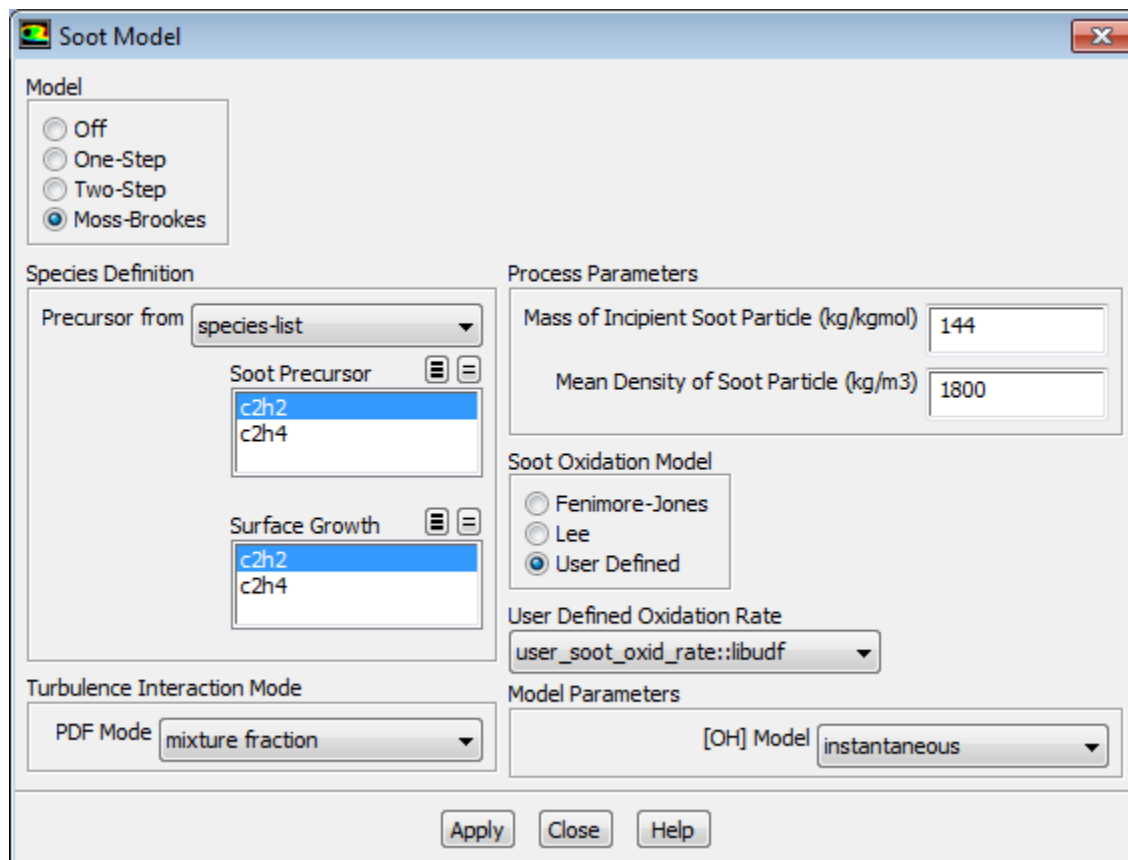 Soot Model
Model
Off
One-Step
Two-Step
Moss-Brookes
Species Definition
Precursor from species-list
Soot Precursor
c2h2
c2h4
Surface Growth
c2h2
c2h4
Turbulence Interaction Mode
PDF Mode mixture fraction
Process Parameters
Mass of Incipient Soot Particle (kg/kgmol) 144
Mean Density of Soot Particle (kg/m3) 1800
Soot Oxidation Model
Fenimore-Jones
Lee
User Defined
User Defined Oxidation Rate
user_soot_oxid_rate::libudf
Model Parameters
[OH] Model instantaneous
Apply Close Help